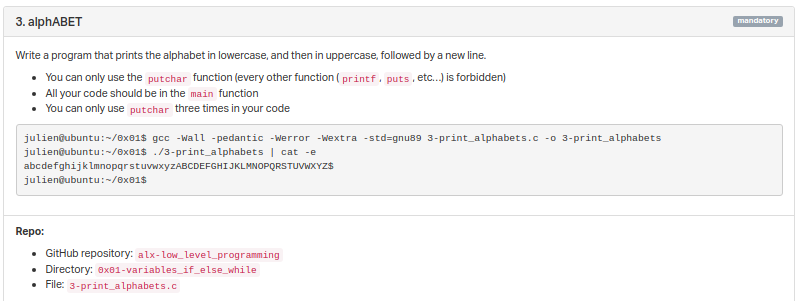 3. alphABET
mandatory
Write a program that prints the alphabet in lowercase, and then in uppercase, followed by a new line.
You can only use the putchar function (every other function (printf, puts, etc...) is forbidden)
All your code should be in the main function
You can only use putchar three times in your code
julien@ubuntu:~/0x01$ gcc -Wall -pedantic -Werror -Wextra -std=gnu89 3-print_alphabets.c -o 3-print_alphabets
julien@ubuntu:~/0x01$ ./3-print_alphabets | cat -e
abcdefghijklmnopqrstuvwxyzABCDEFGHIJKLMNOPQRSTUVWXYZ$
julien@ubuntu:~/0x01$
Repo:
GitHub repository: alx-low_level_programming
Directory: 0x01-variables_if_else_while
File: 3-print_alphabets.c